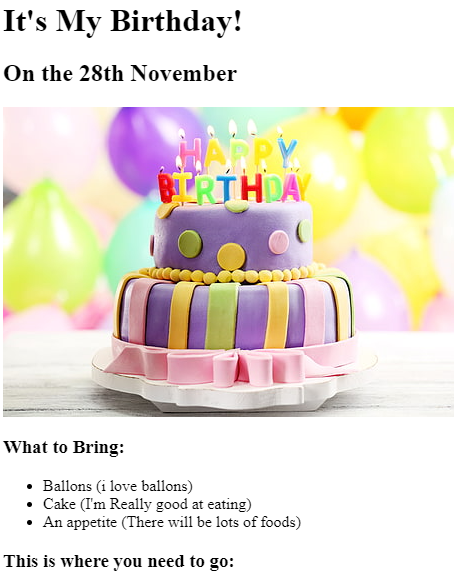 It's My Birthday!
On the 28th November
HAPPY
BIRTHDAY
What to Bring:
Ballons (i love ballons)
Cake (I'm Really good at eating)
An appetite (There will be lots of foods)
This is where you need to go: